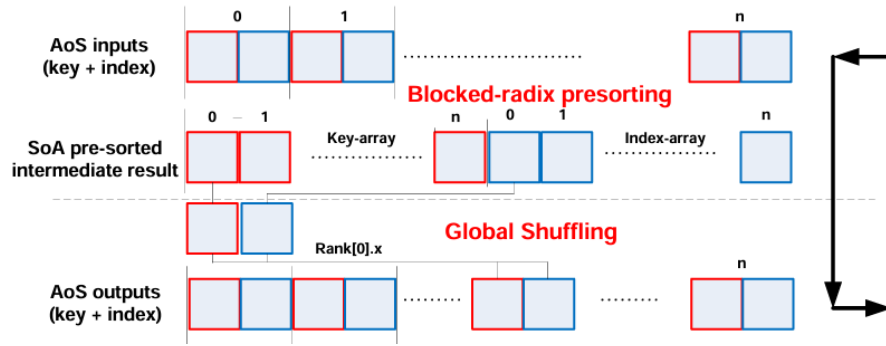 0 1 n
AoS inputs
(key + index)
Blocked-radix presorting
0 – 1 Key-array n 0 1 Index-array n
SoA pre-sorted
intermediate result
Global Shuffling
Rank[0].x
n
AoS outputs
(key + index)